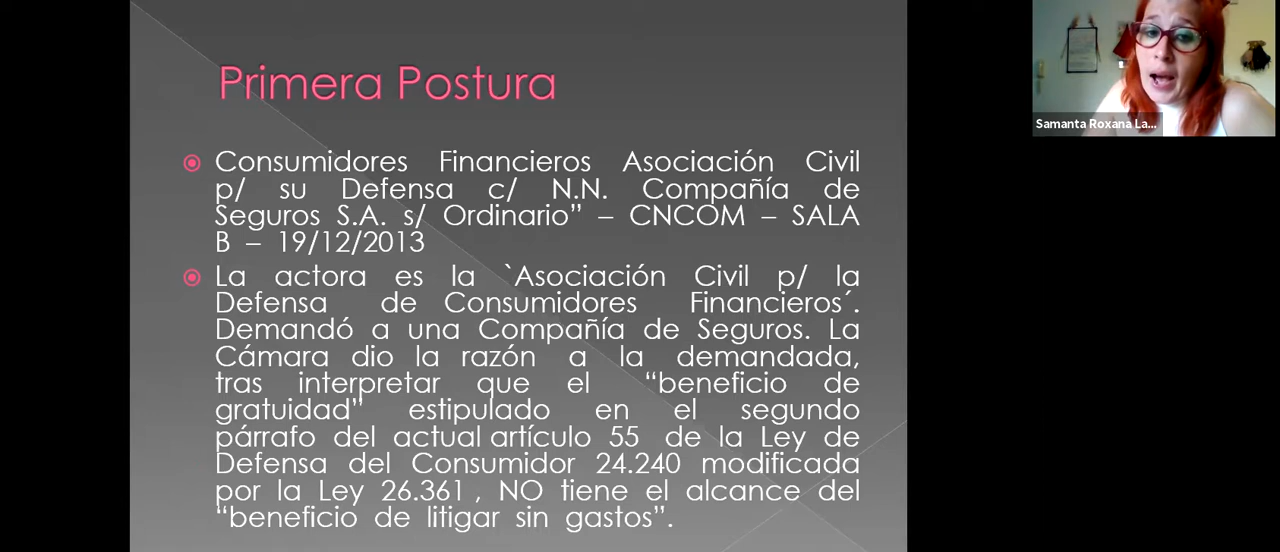 Primera Postura
Consumidores Financieros Asociación Civil
p/ su Defensa c/ N.N. Compañía de
Seguros S.A. s/ Ordinario” – CNCOM – SALA
B – 19/12/2013
La actora es la `Asociación Civil p/ la
Defensa de Consumidores Financieros´.
Demandó a una Compañía de Seguros. La
Cámara dio la razón a la demandada,
tras interpretar que el “beneficio de
gratuidad” estipulado en el segundo
párrafo del actual artículo 55 de la Ley de
Defensa del Consumidor 24.240 modificada
por la Ley 26.361 , NO tiene el alcance del
“beneficio de litigar sin gastos”.
Samanta Roxana La...